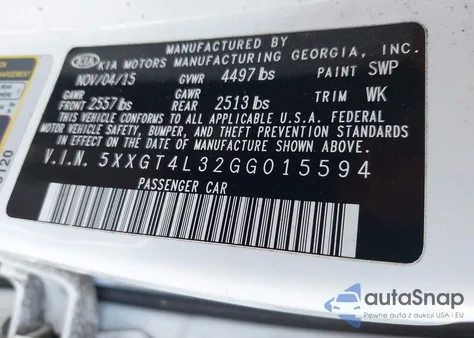 MANUFACTURED BY
KIA KIA MOTORS MANUFACTURING GEORGIA, INC.
NOV/04/15 GVWR 4497 lbs PAINT SWP
GAWR FRONT 2557 lbs GAWR REAR 2513 lbs TRIM WK
THIS VEHICLE CONFORMS TO ALL APPLICABLE U.S.A. FEDERAL
MOTOR VEHICLE SAFETY, BUMPER, AND THEFT PREVENTION STANDARDS
IN EFFECT ON THE DATE OF MANUFACTURE SHOWN ABOVE.
V.I.N. 5XXGT4L32GG015594
PASSENGER CAR
autoSnap
Pewne auta z aukcji USA - EU